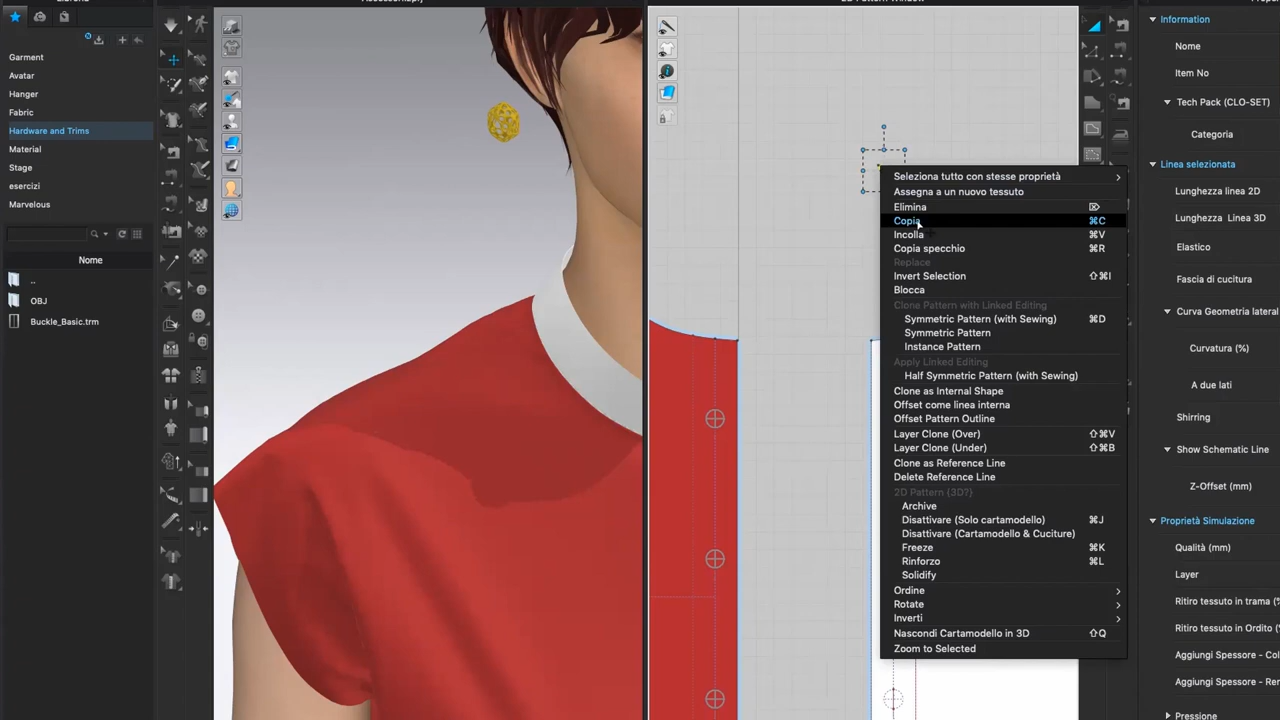 Garment
Avatar
Hanger
Fabric
Hardware and Trims
Material
Stage
esercizi
Marvelous
Nome
..
OBJ
Buckle_Basic.trm
Seleziona tutto con stesse proprietà
Assegna a un nuovo tessuto
Elimina
Copia ⌘C
Incolla ⌘V
Copia specchio ⌘R
Replace
Invert Selection ⇧⌘I
Blocca
Clone Pattern with Linked Editing
Symmetric Pattern (with Sewing) ⌘D
Symmetric Pattern
Instance Pattern
Apply Linked Editing
Half Symmetric Pattern (with Sewing)
Clone as Internal Shape
Offset come linea interna
Offset Pattern Outline
Layer Clone (Over) ⇧⌘V
Layer Clone (Under) ⇧⌘B
Clone as Reference Line
Delete Reference Line
2D Pattern (3D?)
Archive
Disattivare (Solo cartamodello) ⌘J
Disattivare (Cartamodello & Cuciture)
Freeze ⌘K
Rinforzo ⌘L
Solidify
Ordine
Rotate
Inverti
Nascondi Cartamodello in 3D ⇧Q
Zoom to Selected
Information
Nome
Item No
Tech Pack (CLO-SET)
Categoria
Linea selezionata
Lunghezza linea 2D
Lunghezza Linea 3D
Elastico
Fascia di cucitura
Curva Geometria lateral
Curvatura (%)
A due lati
Shirring
Show Schematic Line
Z-Offset (mm)
Proprietà Simulazione
Qualità (mm)
Layer
Ritiro tessuto in trama (%
Ritiro tessuto in Ordito (%
Aggiungi Spessore - Col
Aggiungi Spessore - Ren
Pressione